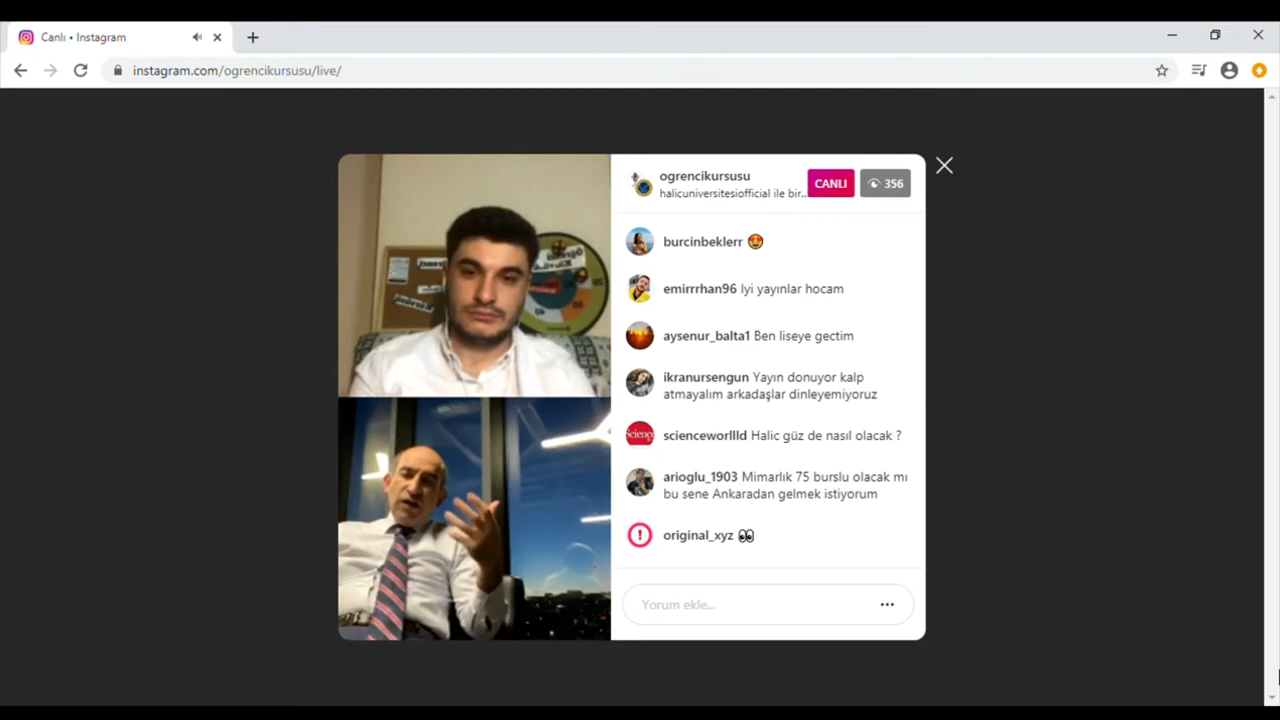 Canlı • Instagram
instagram.com/ogrencikursusu/live/
ogrencikursusu
halicuniversitesiofficial ile bir...
CANLI
356
burcinbeklerr 😍
emirrrhan96 Iyi yayınlar hocam
aysenur_balta1 Ben liseye gectim
ikranursengun Yayın donuyor kalp
atmayalım arkadaşlar dinleyemiyoruz
scienceworllld Halic güz de nasıl olacak ?
arioglu_1903 Mimarlık 75 burslu olacak mı
bu sene Ankaradan gelmek istiyorum
original_xyz 👀
Yorum ekle...